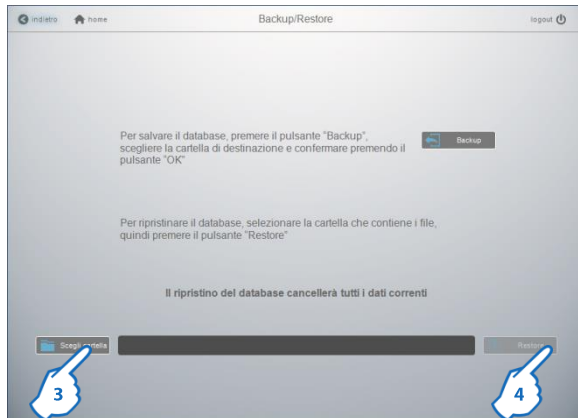 indietro home Backup/Restore logout
Per salvare il database, premere il pulsante "Backup",
scegliere la cartella di destinazione e confermare premendo il
pulsante "OK"
Backup
Per ripristinare il database, selezionare la cartella che contiene i file,
quindi premere il pulsante "Restore"
Il ripristino del database cancellerà tutti i dati correnti
Scegli cartella Restore
3 4